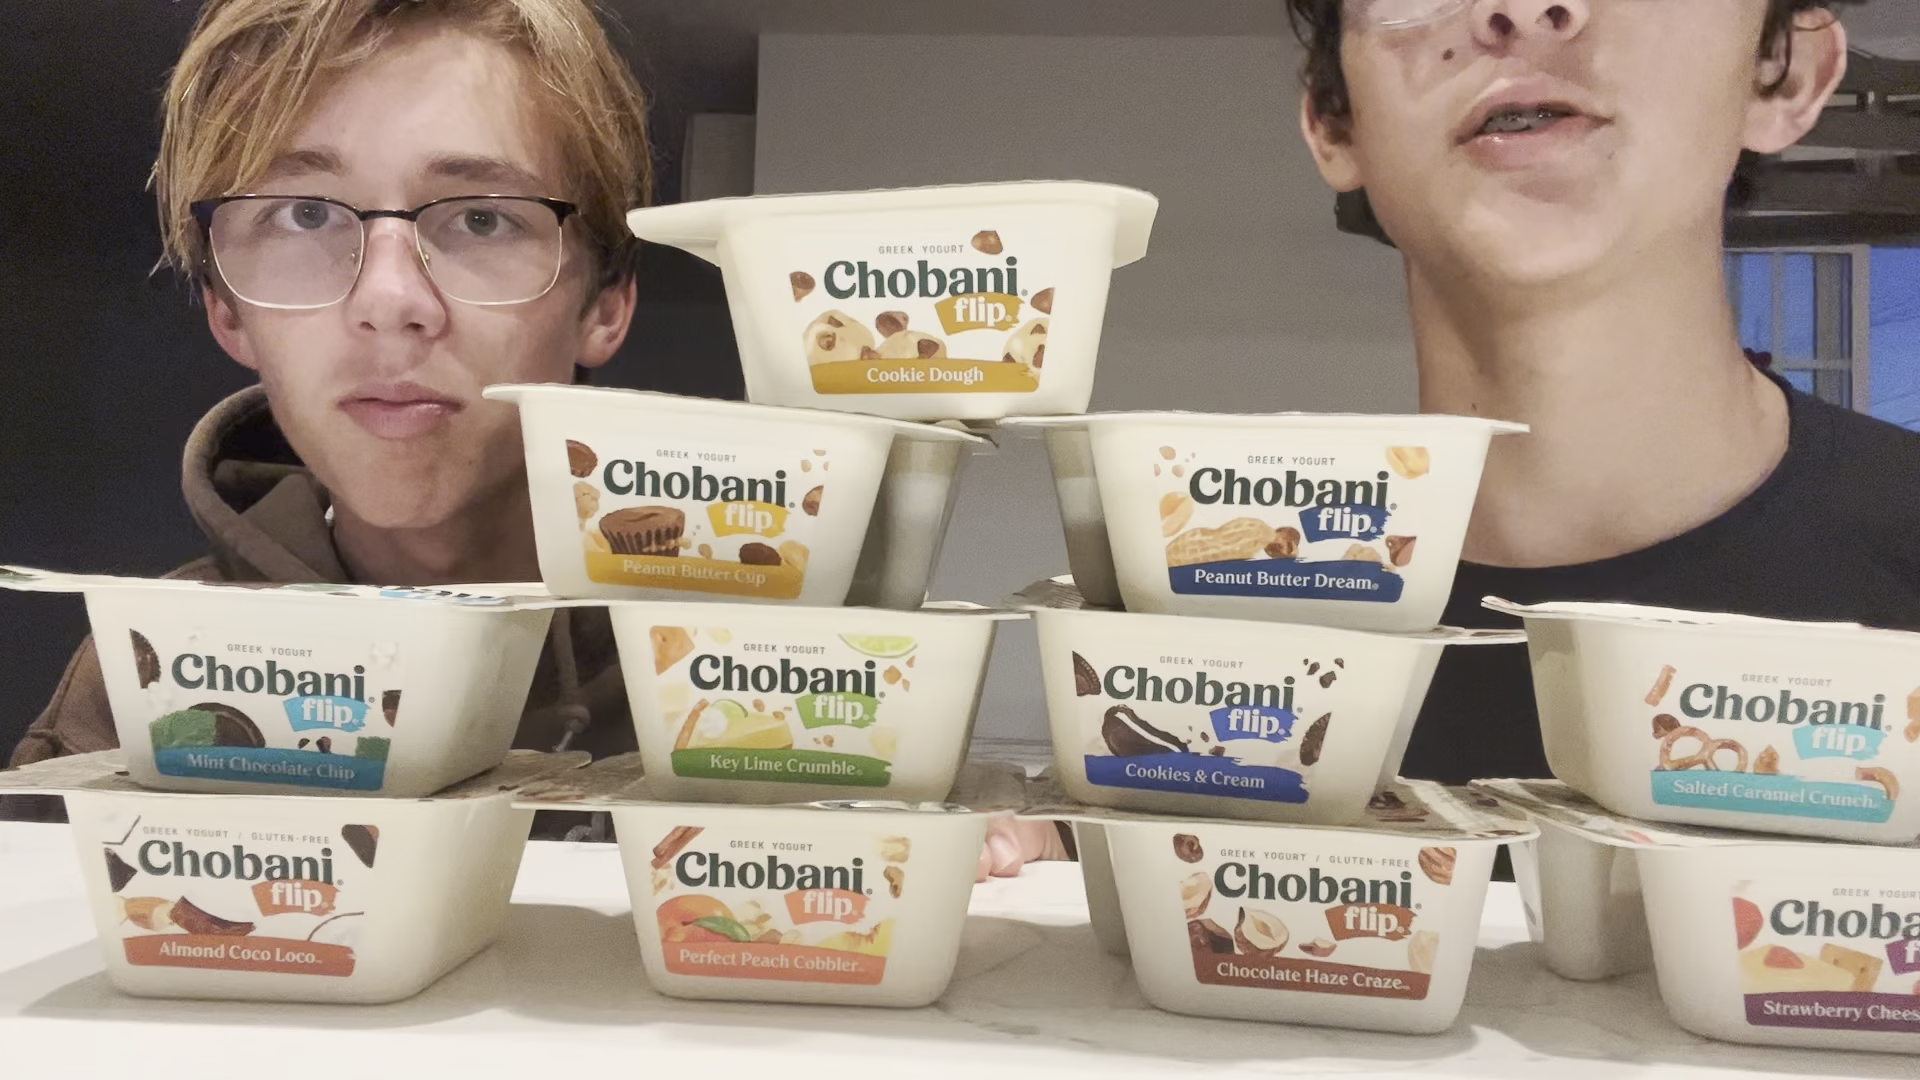 GREEK YOGURT
Chobani
flip.
Cookie Dough
GREEK YOGURT
Chobani
flip.
Peanut Butter Cup
GREEK YOGURT
Chobani
flip.
Peanut Butter Dream
GREEK YOGURT
Chobani
flip.
Mint Chocolate Chip
GREEK YOGURT
Chobani
flip.
Key Lime Crumble
GREEK YOGURT
Chobani
flip.
Cookies & Cream
GREEK YOGURT
Chobani
flip.
Salted Caramel Crunch
GREEK YOGURT / GLUTEN-FREE
Chobani
flip.
Almond Coco Loco
GREEK YOGURT
Chobani
flip.
Perfect Peach Cobbler
GREEK YOGURT / GLUTEN-FREE
Chobani
flip.
Chocolate Haze Craze
GREEK YOGUR
Choba
f
Strawberry Chees